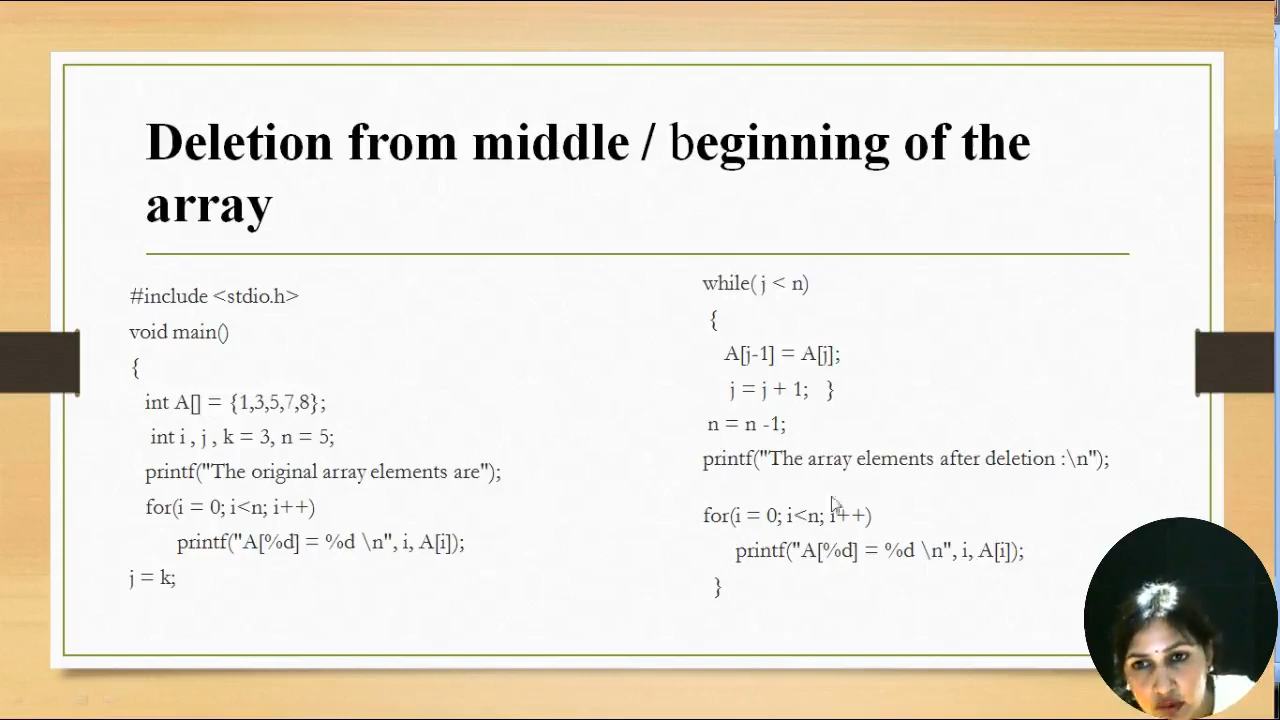 Deletion from middle / beginning of the
array
#include <stdio.h>
void main()
{
int A[] = {1,3,5,7,8};
int i , j , k = 3, n = 5;
printf("The original array elements are");
for(i = 0; i<n; i++)
printf("A[%d] = %d \n", i, A[i]);
j = k;
while( j < n)
{
A[j-1] = A[j];
j = j + 1; }
n = n -1;
printf("The array elements after deletion :\n");
for(i = 0; i<n; i++)
printf("A[%d] = %d \n", i, A[i]);
}